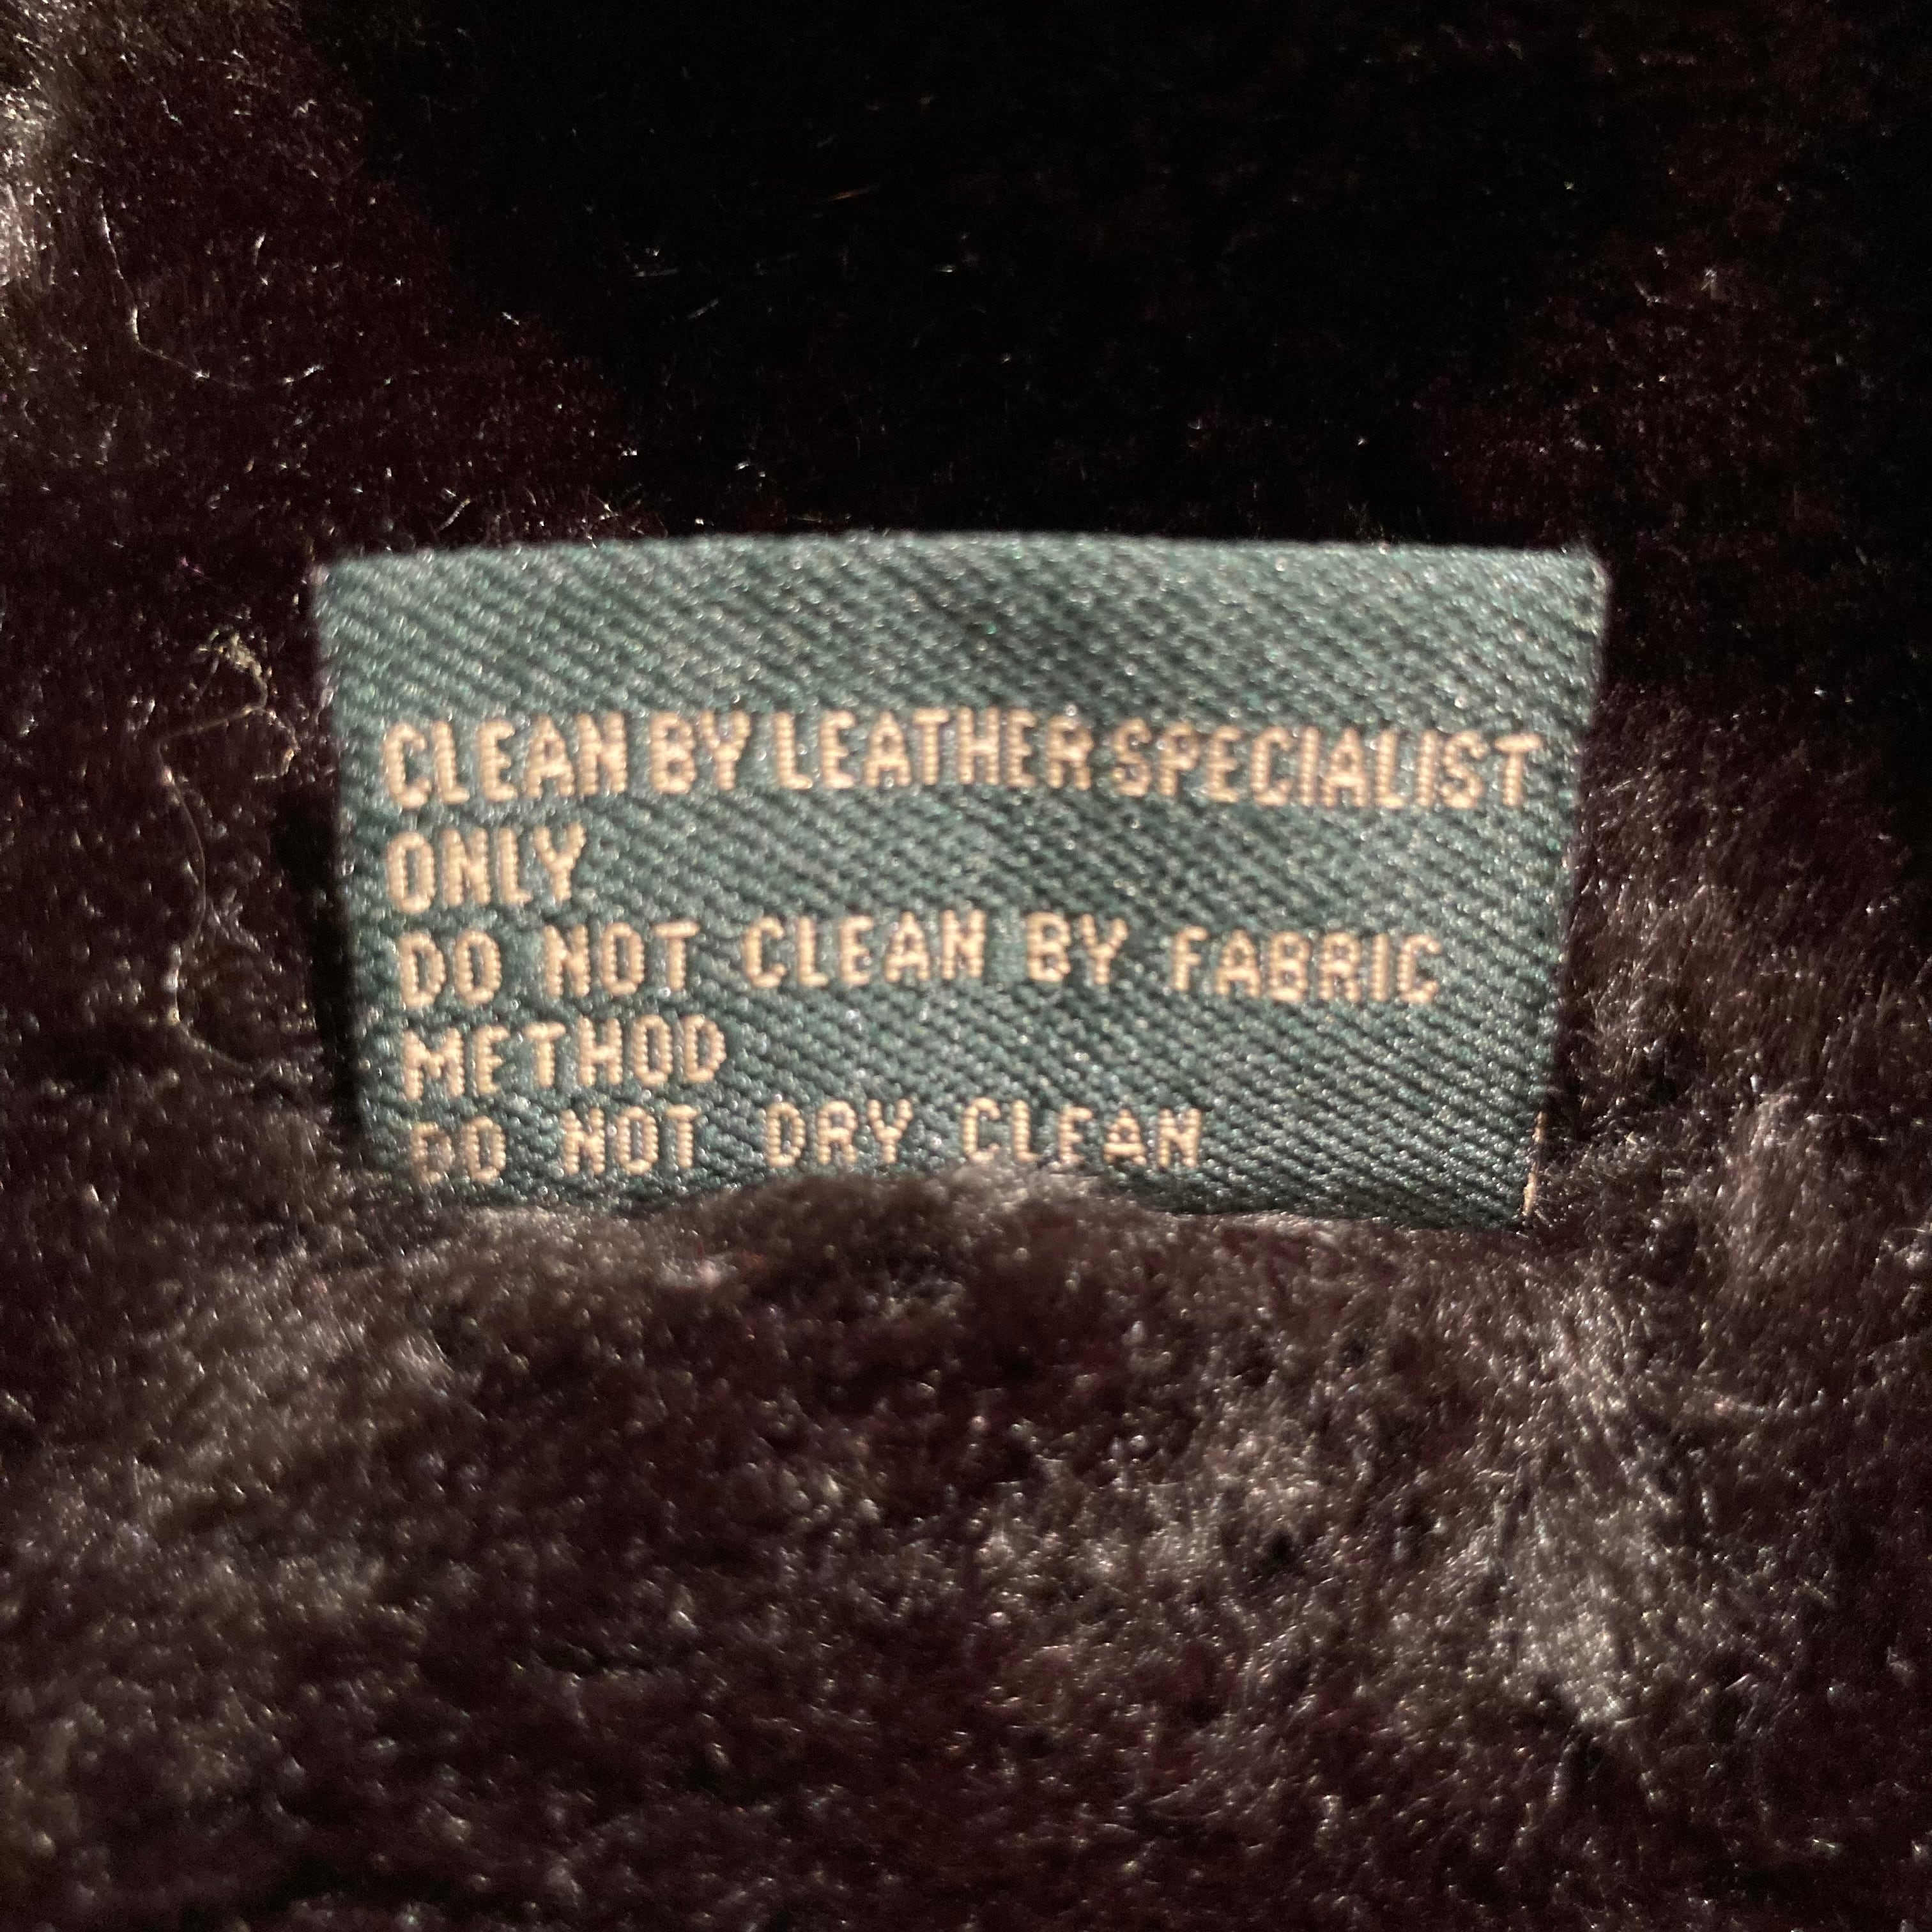 CLEAN BY LEATHER SPECIALIST
ONLY
DO NOT CLEAN BY FABRIC
METHOD
DO NOT DRY CLEAN